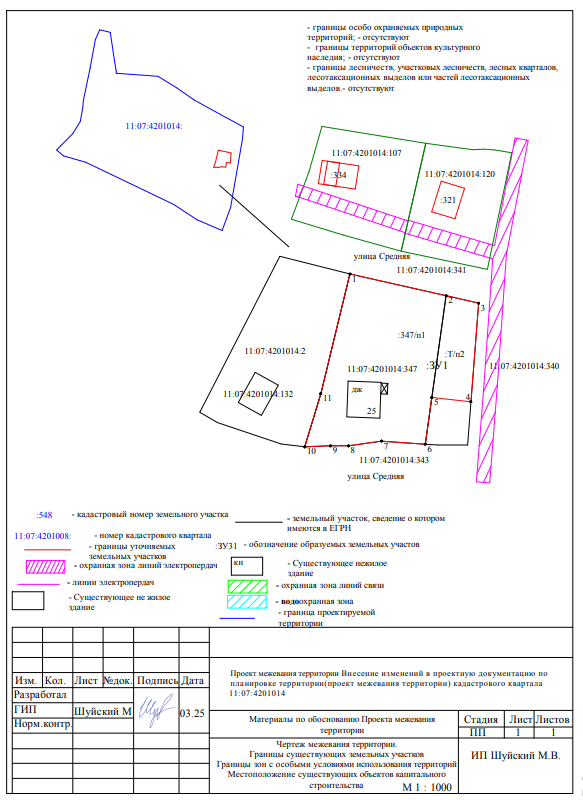 - границы особо охраняемых природных
территорий; - отсутствуют
- границы территорий объектов культурного
наследия; - отсутствуют
- границы лесничеств, участковых лесничеств, лесных кварталов,
лесотаксационных выделов или частей лесотаксационных
выделов.- отсутствуют
11:07:4201014:
11:07:4201014:107
:334
11:07:4201014:120
:321
улица Средняя
11:07:4201014:341
1
2
3
:347/п1
11:07:4201014:2
:Т/п2
:ЗУ1
11:07:4201014:347
11:07:4201014:340
11:07:4201014:132
11
дж
25
5
4
10
9
8
7
6
11:07:4201014:343
улица Средняя
:548
- кадастровый номер земельного участка
- земельный участок, сведение о котором
имеются в ЕГРН
11:07:4201008:
- номер кадастрового квартала
- границы уточняемых
земельных участков
:ЗУ31
- обозначение образуемых земельных участов
- охранная зона линий електропердач
кн
- Существующее нежилое
здание
- линии електропердач
- охранная зона линий связи
- Существующее не жилое
здание
- водоохранная зона
- граница проектируемой
территории
Изм.
Кол.
Лист
№док.
Подпись
Дата
Разработал
ГИП
Шуйский М
03.25
Норм.контр.
Проект межевания территории Внесение изменений в проектную документацию по
планировке территории(проект межевания территории) кадастрового квартала
11:07:4201014
Материалы по обоснованию Проекта межевания
территории
Стадия
Лист
Листов
ПП
1
1
Чертеж межевания территории.
Границы существующих земельных участков
Границы зон с особыми условиями использования территорий
Местоположение существующих объектов капитального
строительства
М 1 : 1000
ИП Шуйский М.В.